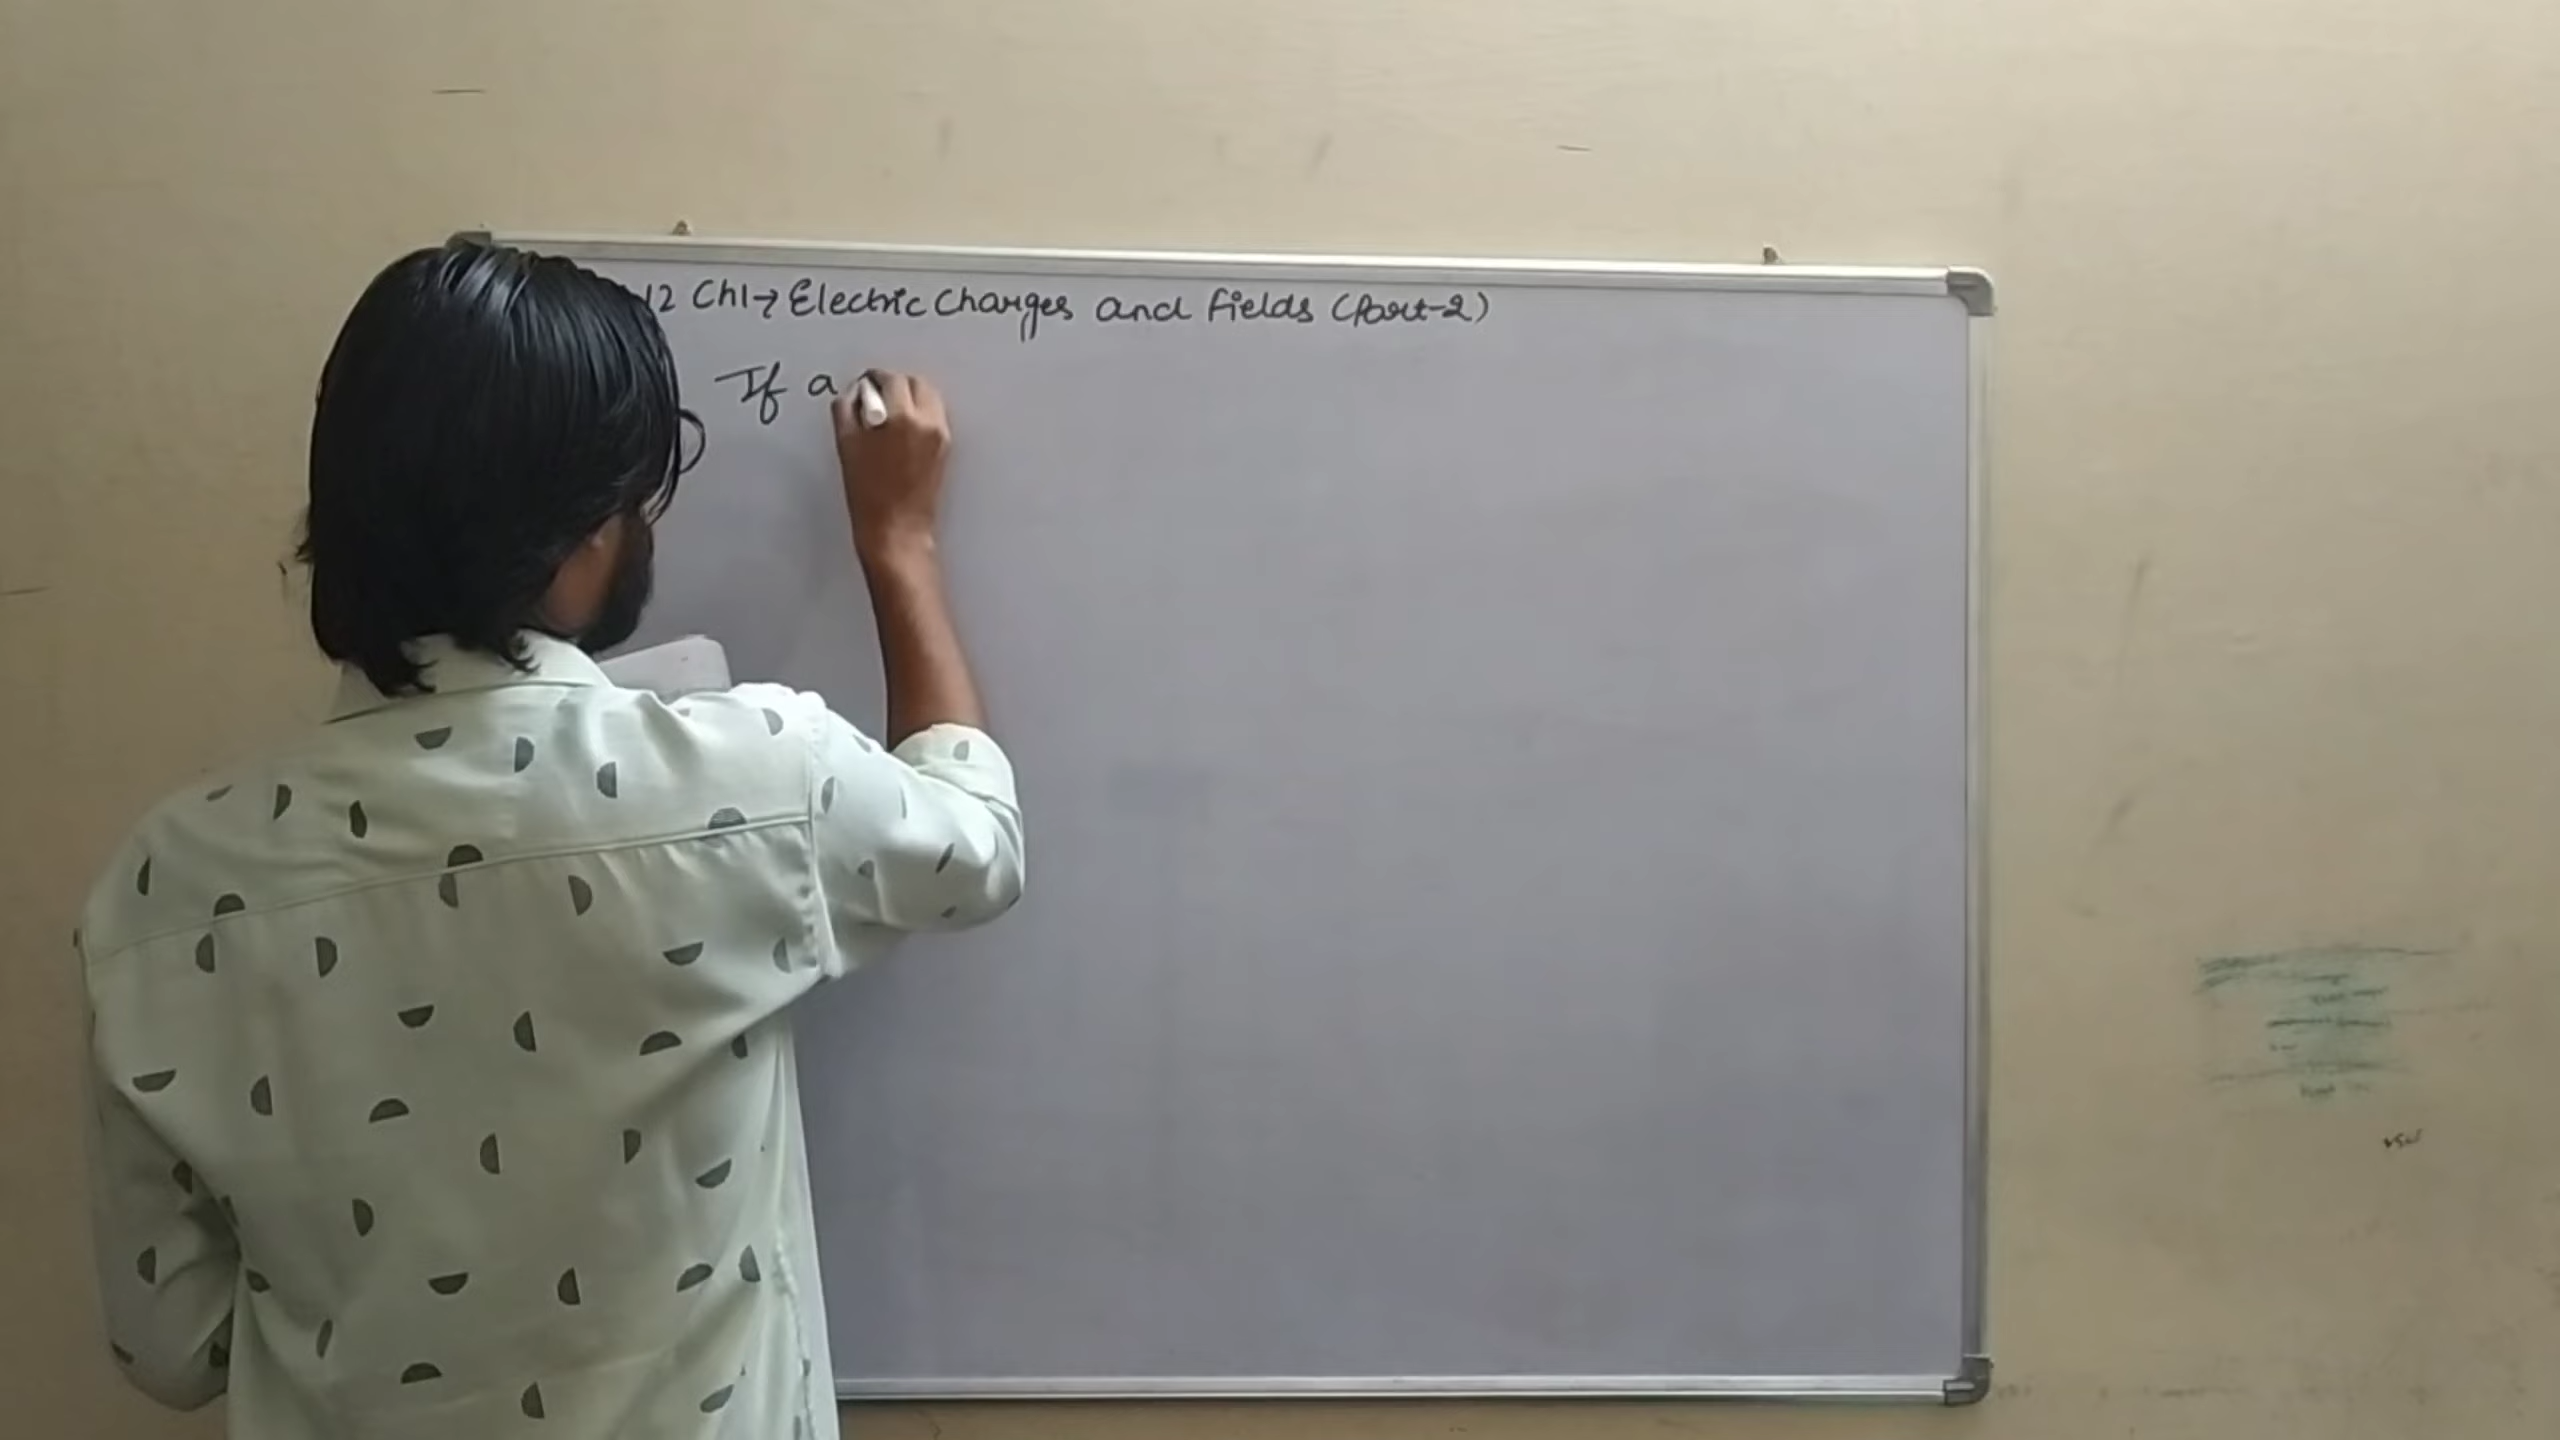 12 Ch1→ Electric Charges and Fields (Part-2)
If a